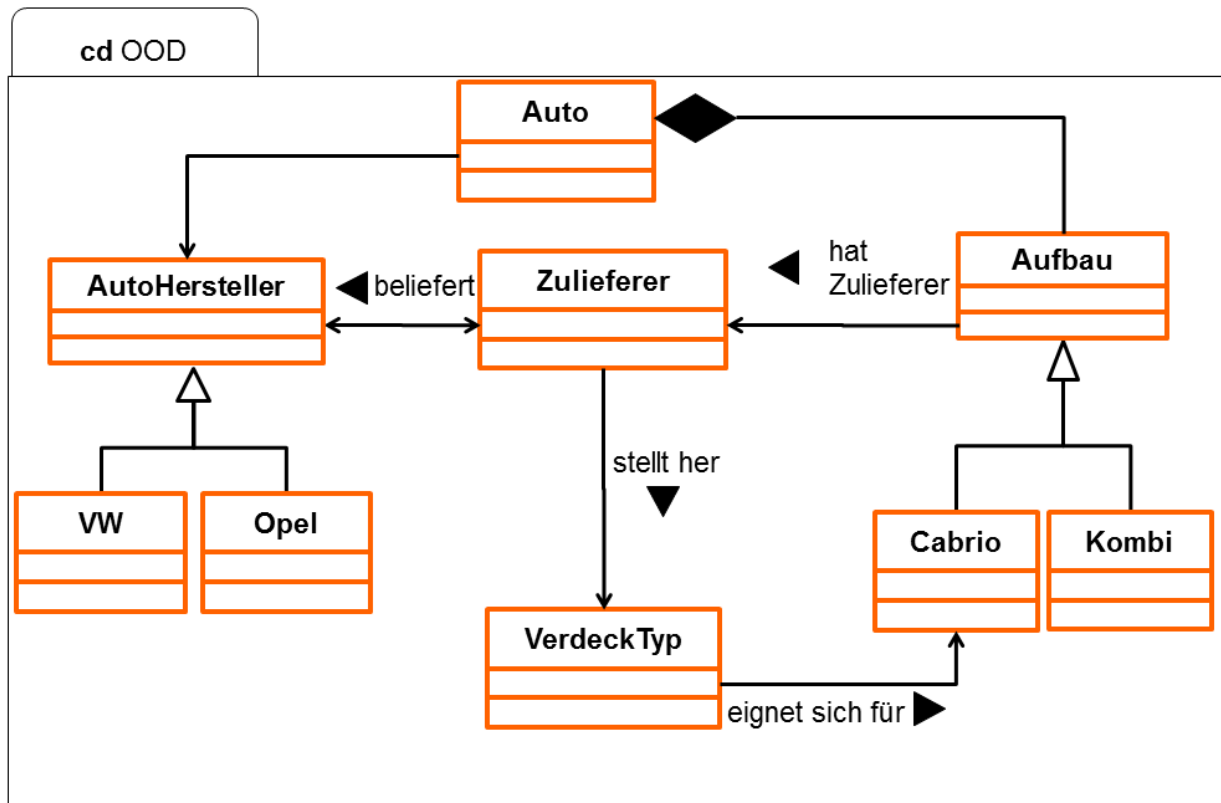 cd OOD
Auto
AutoHersteller
beliefert
Zulieferer
hat
Zulieferer
Aufbau
VW
Opel
stellt her
Cabrio
Kombi
VerdeckTyp
eignet sich für